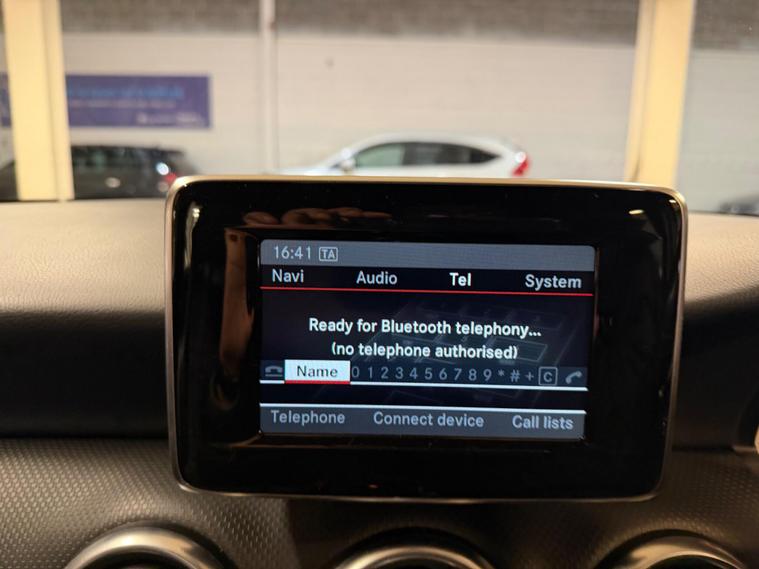 16:41 TA
Navi Audio Tel System
Ready for Bluetooth telephony...
(no telephone authorised)
Name 0 1 2 3 4 5 6 7 8 9 * # + C
Telephone Connect device Call lists